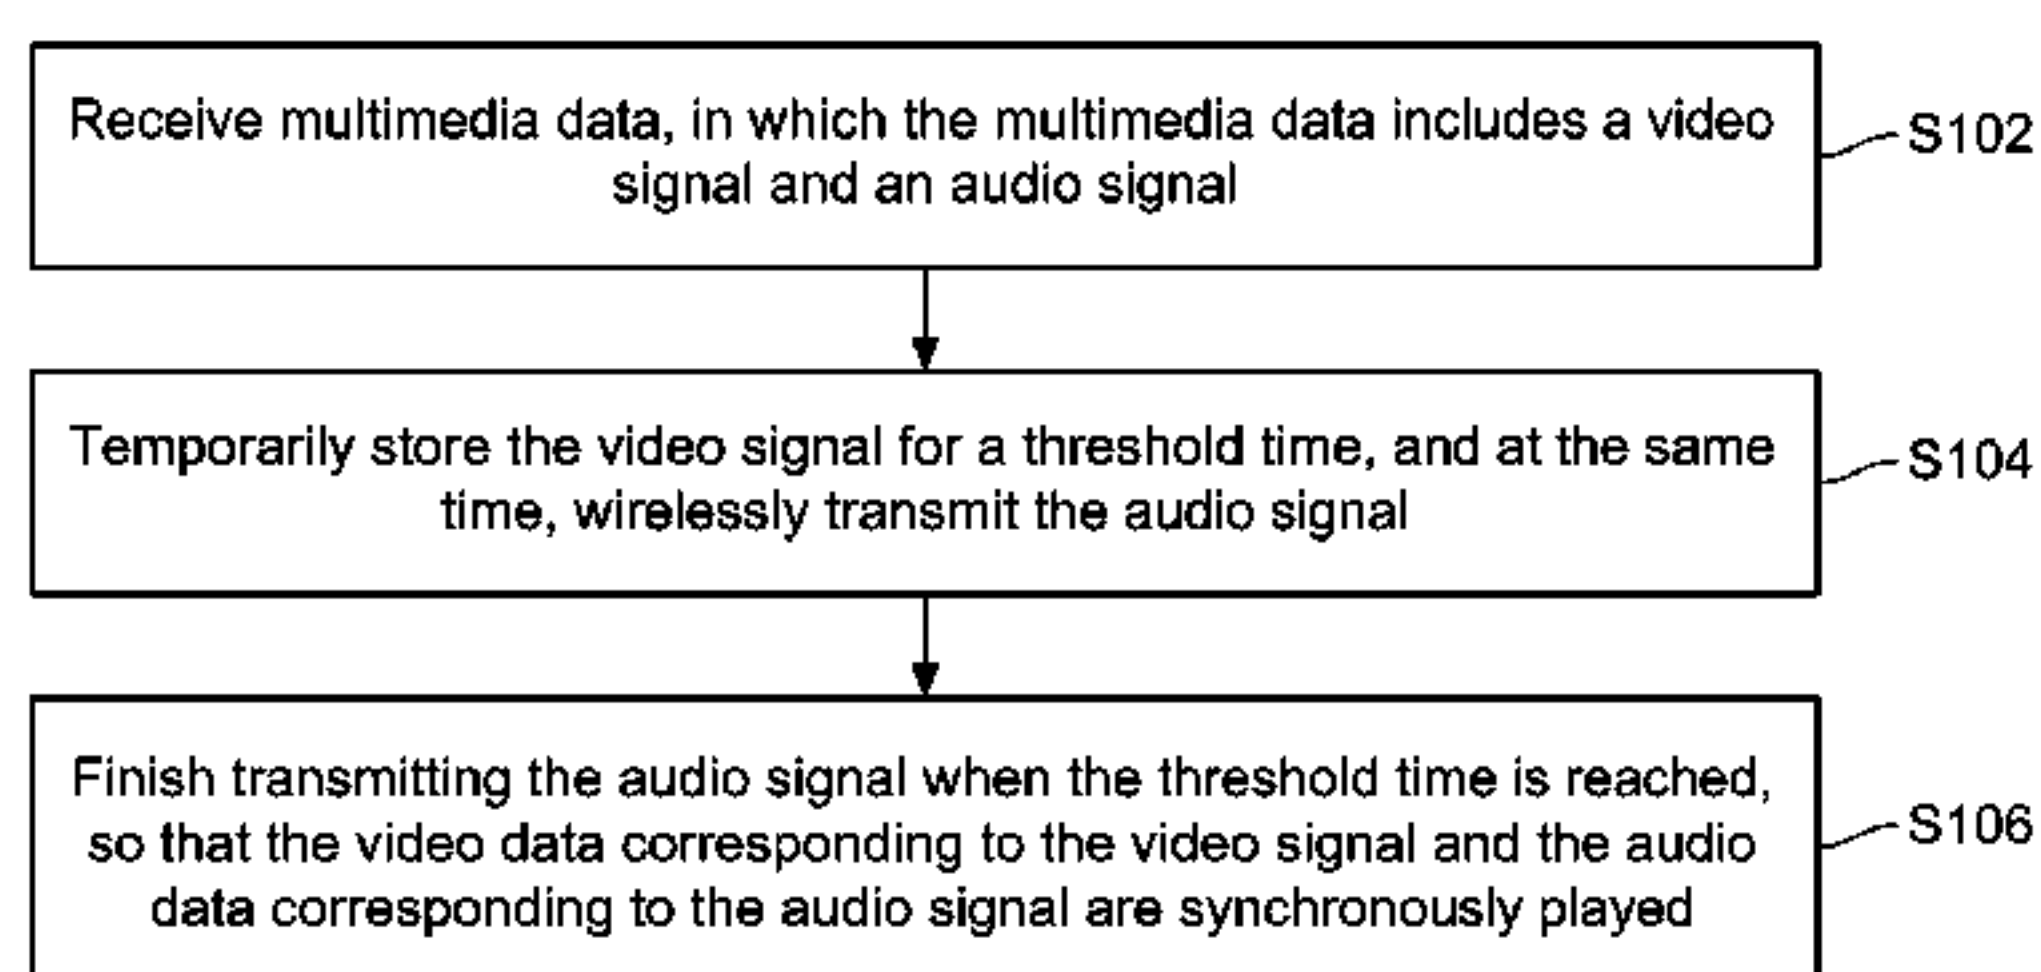 Receive multimedia data, in which the multimedia data includes a video
signal and an audio signal
S102
Temporarily store the video signal for a threshold time, and at the same
time, wirelessly transmit the audio signal
S104
Finish transmitting the audio signal when the threshold time is reached,
so that the video data corresponding to the video signal and the audio
data corresponding to the audio signal are synchronously played
S106